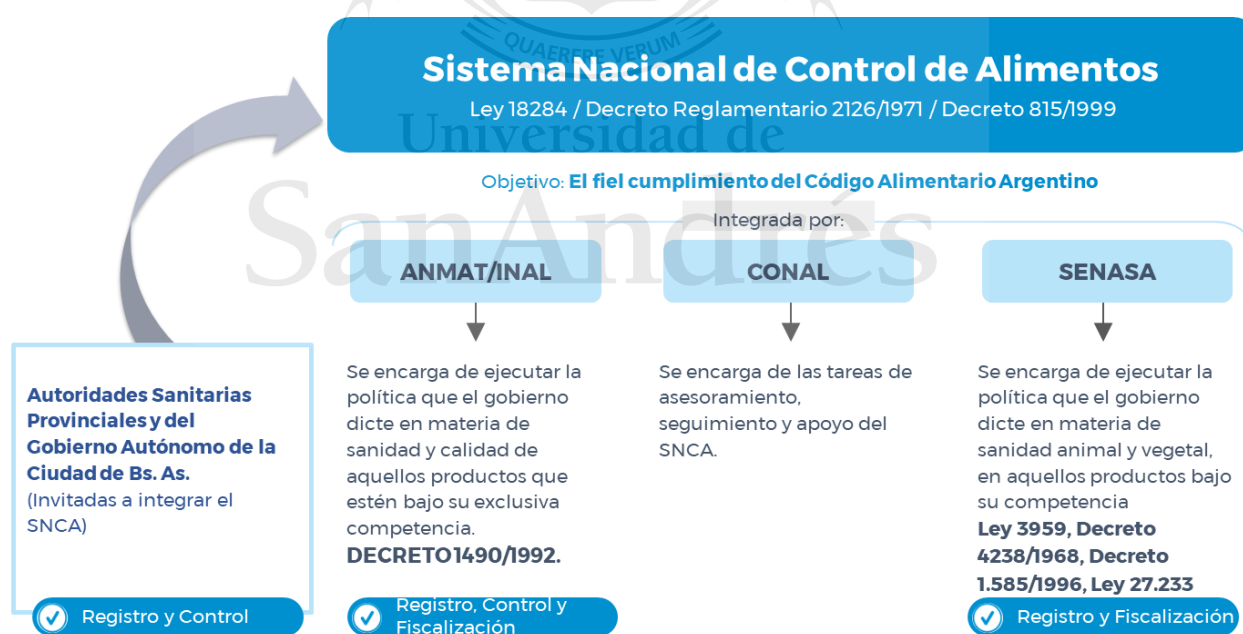 QUAERERE VERUM
Sistema Nacional de Control de Alimentos
Ley 18284 / Decreto Reglamentario 2126/1971 / Decreto 815/1999
Universidad de
SanAndrés
Objetivo: El fiel cumplimiento del Código Alimentario Argentino
Integrada por:
ANMAT/INAL
CONAL
SENASA
Autoridades Sanitarias
Provinciales y del
Gobierno Autónomo de la
Ciudad de Bs. As.
(Invitadas a integrar el
SNCA)
Registro y Control
Se encarga de ejecutar la
política que el gobierno
dicte en materia de
sanidad y calidad de
aquellos productos que
estén bajo su exclusiva
competencia.
DECRETO 1490/1992.
Registro, Control y
Fiscalización
Se encarga de las tareas de
asesoramiento,
seguimiento y apoyo del
SNCA.
Se encarga de ejecutar la
política que el gobierno
dicte en materia de
sanidad animal y vegetal,
en aquellos productos bajo
su competencia
Ley 3959, Decreto
4238/1968, Decreto
1.585/1996, Ley 27.233
Registro y Fiscalización